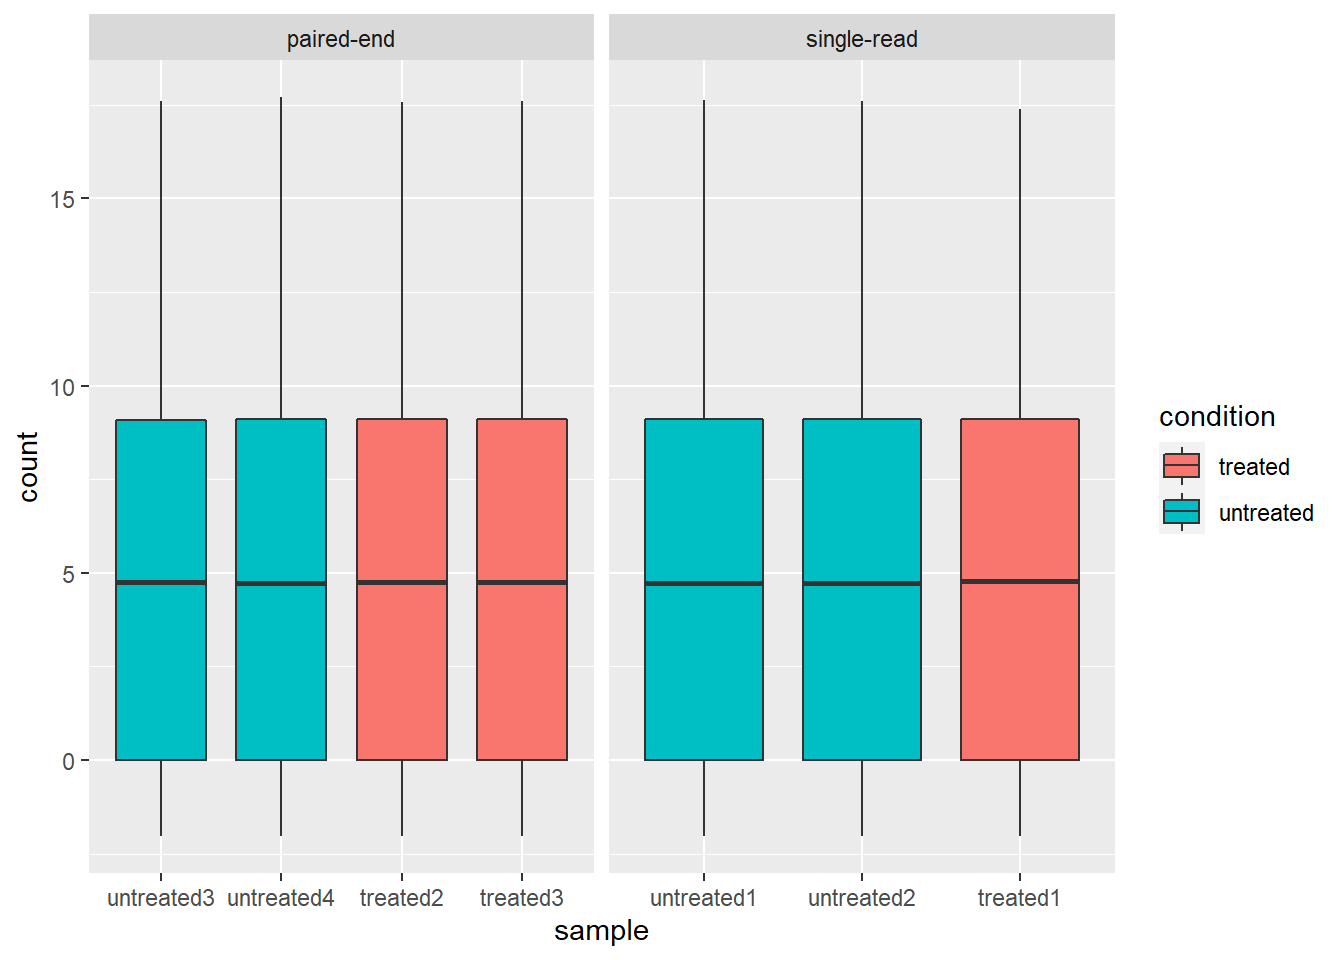 paired-end single-read
15
10
5
0
count
untreated3 untreated4 treated2 treated3 untreated1 untreated2 treated1
sample
condition
treated
untreated